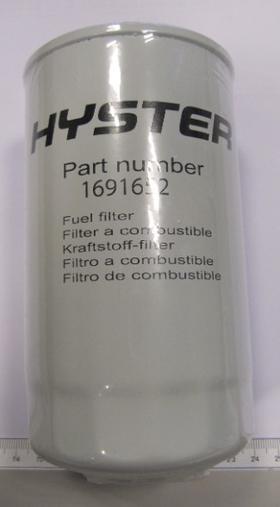 HYSTER
Part number
1691652
Fuel filter
Filter a combustible
Kraftstoff-filter
Filtro a combustible
Filtro de combustible